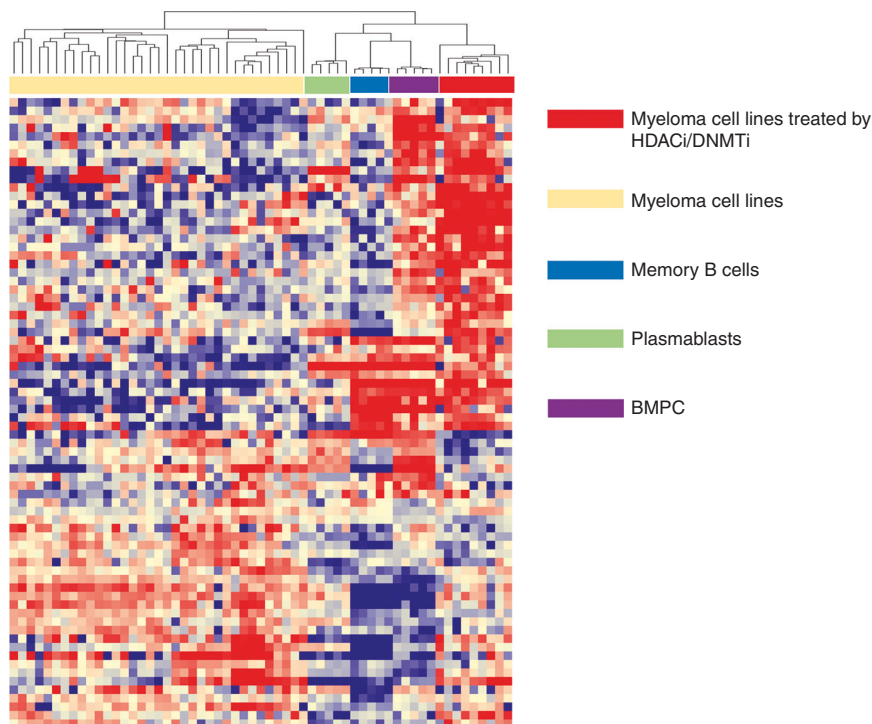 Myeloma cell lines treated by
HDACi/DNMTi
Myeloma cell lines
Memory B cells
Plasmablasts
BMPC